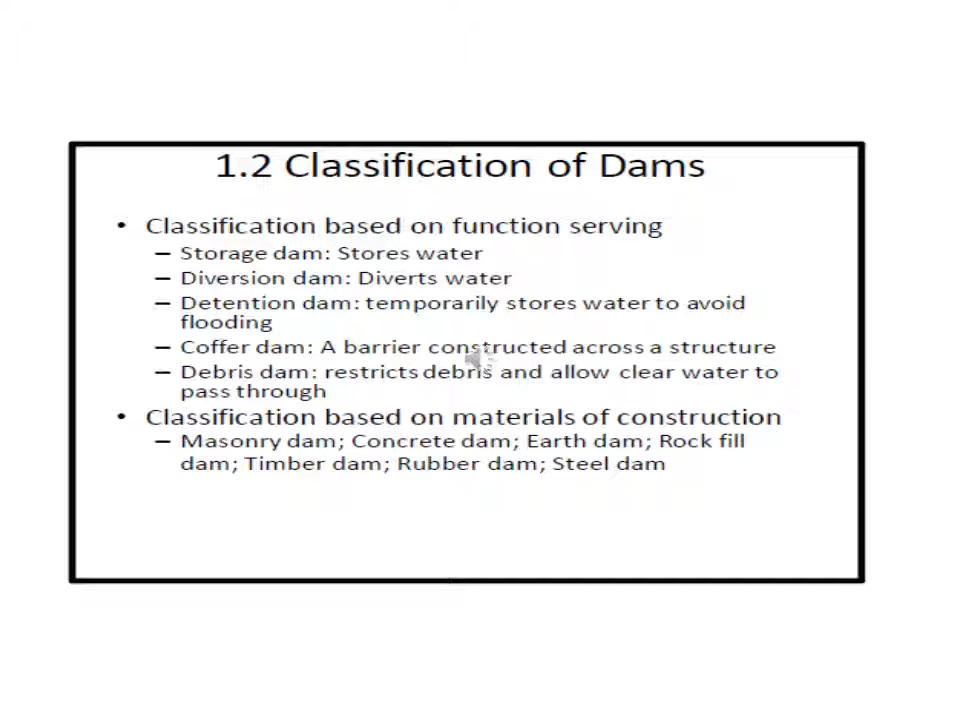 1.2 Classification of Dams
• Classification based on function serving
– Storage dam: Stores water
– Diversion dam: Diverts water
– Detention dam: temporarily stores water to avoid
flooding
– Coffer dam: A barrier constructed across a structure
– Debris dam: restricts debris and allow clear water to
pass through
• Classification based on materials of construction
– Masonry dam; Concrete dam; Earth dam; Rock fill
dam; Timber dam; Rubber dam; Steel dam